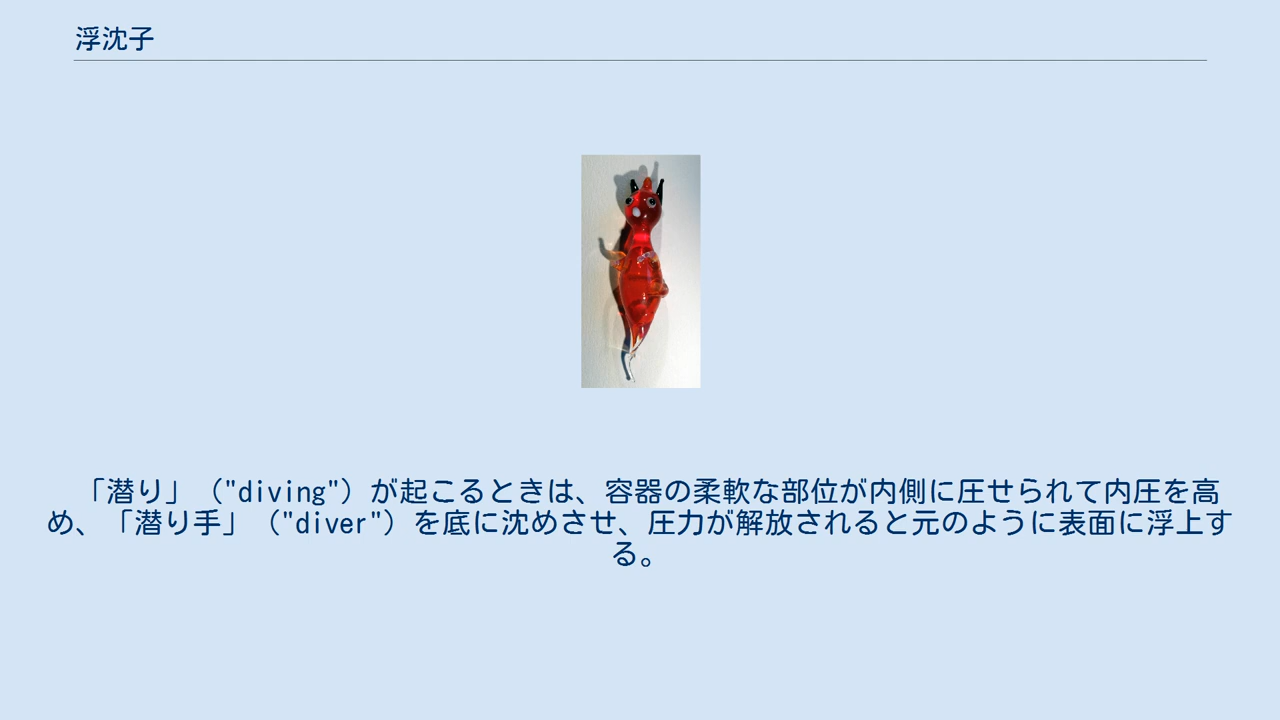 浮沈子
「潜り」（"diving"）が起こるときは、容器の柔軟な部位が内側に圧せられて内圧を高
め、「潜り手」（"diver"）を底に沈めさせ、圧力が解放されると元のように表面に浮上す
る。